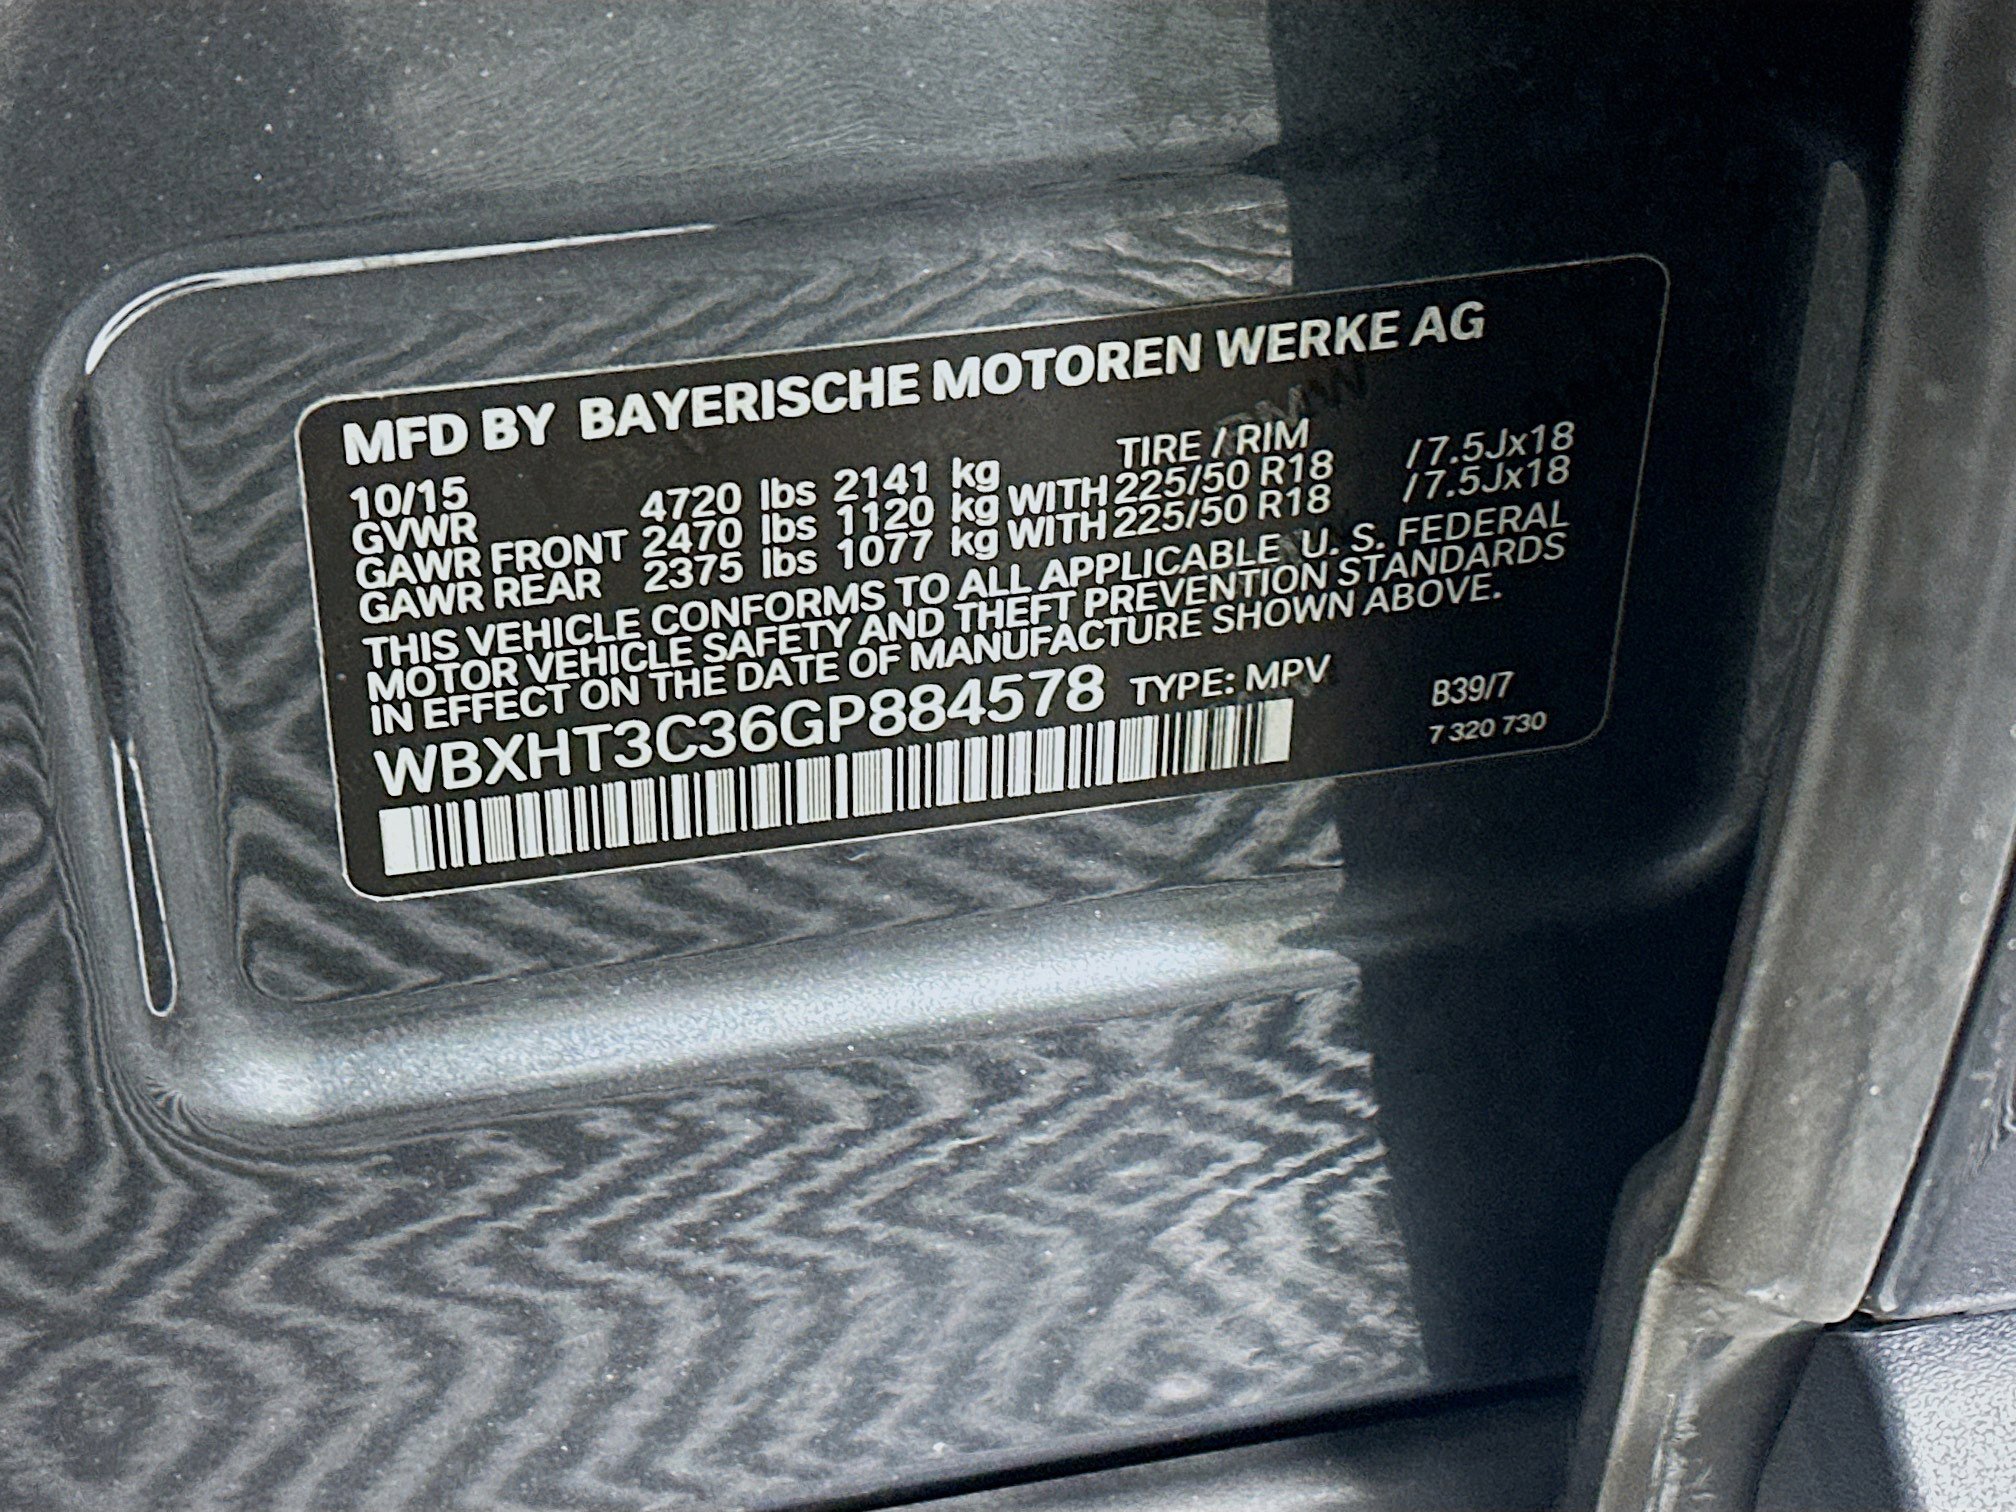 MFD BY BAYERISCHE MOTOREN WERKE AG
10/15 TIRE / RIM
GVWR 4720 lbs 2141 kg
GAWR FRONT 2470 lbs 1120 kg WITH 225/50 R18 /7.5Jx18
GAWR REAR 2375 lbs 1077 kg WITH 225/50 R18 /7.5Jx18
THIS VEHICLE CONFORMS TO ALL APPLICABLE U. S. FEDERAL
MOTOR VEHICLE SAFETY AND THEFT PREVENTION STANDARDS
IN EFFECT ON THE DATE OF MANUFACTURE SHOWN ABOVE.
WBXHT3C36GP884578 TYPE: MPV B39/7
7 320 730